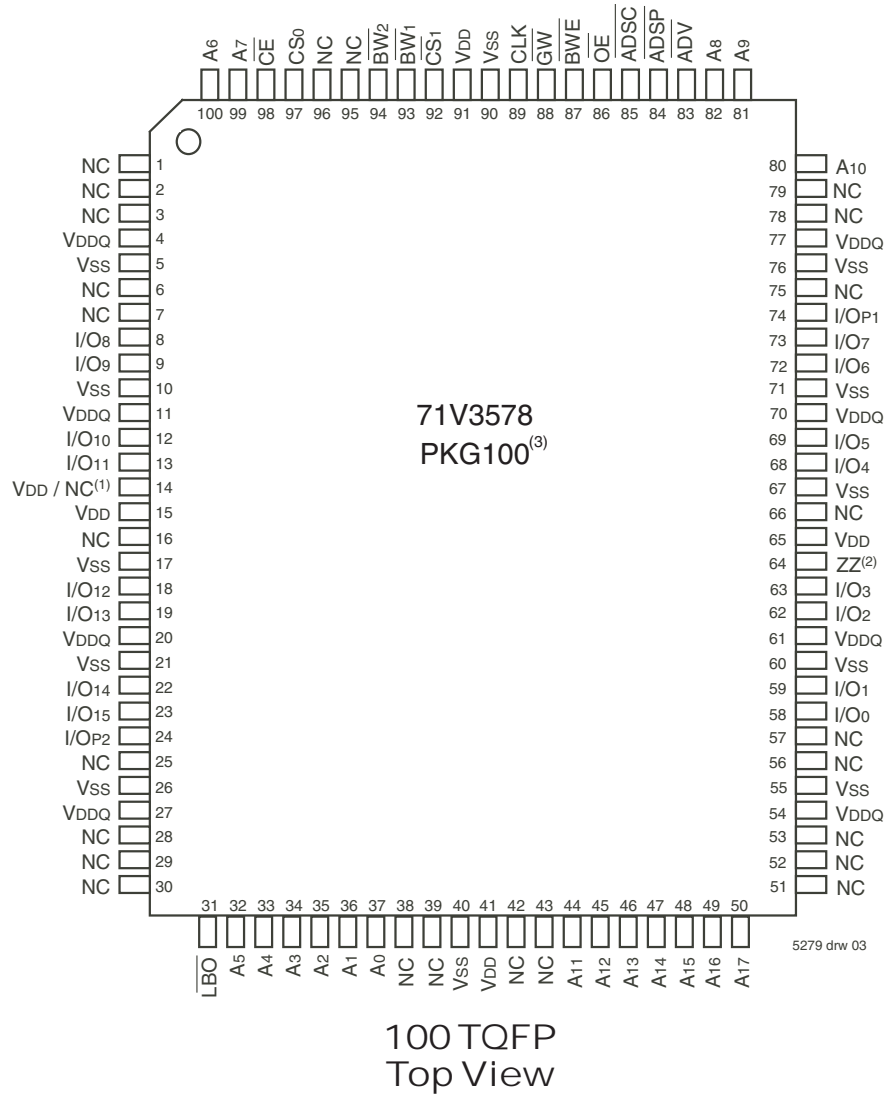 A6 A7 CE CS0 NC NC BW2 BW1 CS1 VDD VSS CLK GW BWE OE ADSC ADSP ADV A8 A9
100 99 98 97 96 95 94 93 92 91 90 89 88 87 86 85 84 83 82 81
NC 1 80 A10
NC 2 79 NC
NC 3 78 NC
VDDQ 4 77 VDDQ
VSS 5 76 VSS
NC 6 75 NC
NC 7 74 I/OP1
I/O8 8 73 I/O7
I/O9 9 72 I/O6
VSS 10 71 VSS
VDDQ 11 70 VDDQ
I/O10 12 69 I/O5
I/O11 13 68 I/O4
VDD / NC(1) 14 67 VSS
VDD 15 66 NC
NC 16 65 VDD
VSS 17 64 ZZ(2)
I/O12 18 63 I/O3
I/O13 19 62 I/O2
VDDQ 20 61 VDDQ
VSS 21 60 VSS
I/O14 22 59 I/O1
I/O15 23 58 I/O0
I/OP2 24 57 NC
NC 25 56 NC
VSS 26 55 VSS
VDDQ 27 54 VDDQ
NC 28 53 NC
NC 29 52 NC
NC 30 51 NC
71V3578
PKG100(3)
31 32 33 34 35 36 37 38 39 40 41 42 43 44 45 46 47 48 49 50
LBO A5 A4 A3 A2 A1 A0 NC NC VSS VDD NC NC A11 A12 A13 A14 A15 A16 A17
5279 drw 03
100 TQFP
Top View